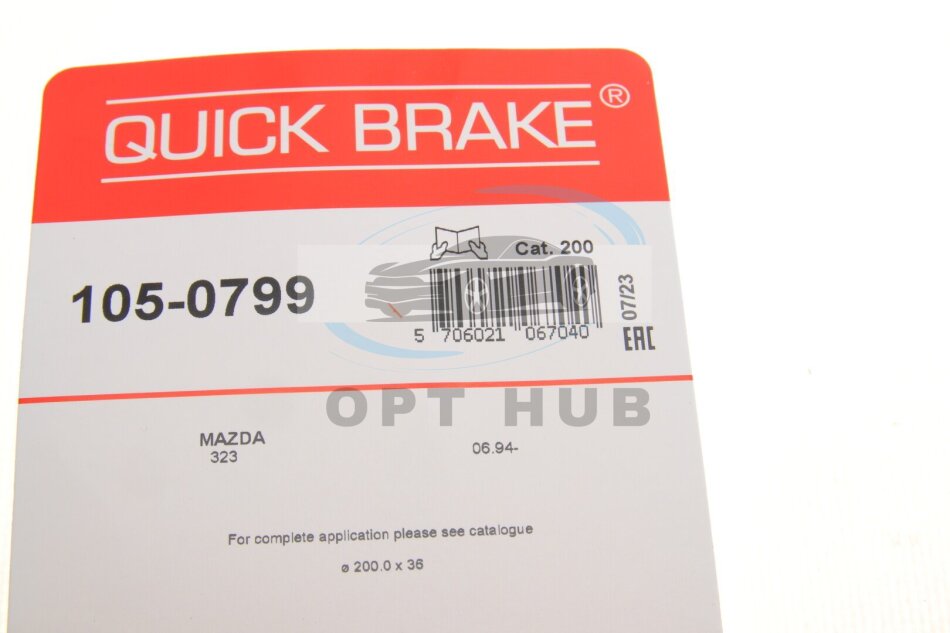 QUICK BRAKE®
Cat. 200
105-0799
07/23
EAC
5 706021 067040
OPT HUB
MAZDA
323
06.94-
For complete application please see catalogue
ø 200.0 x 36